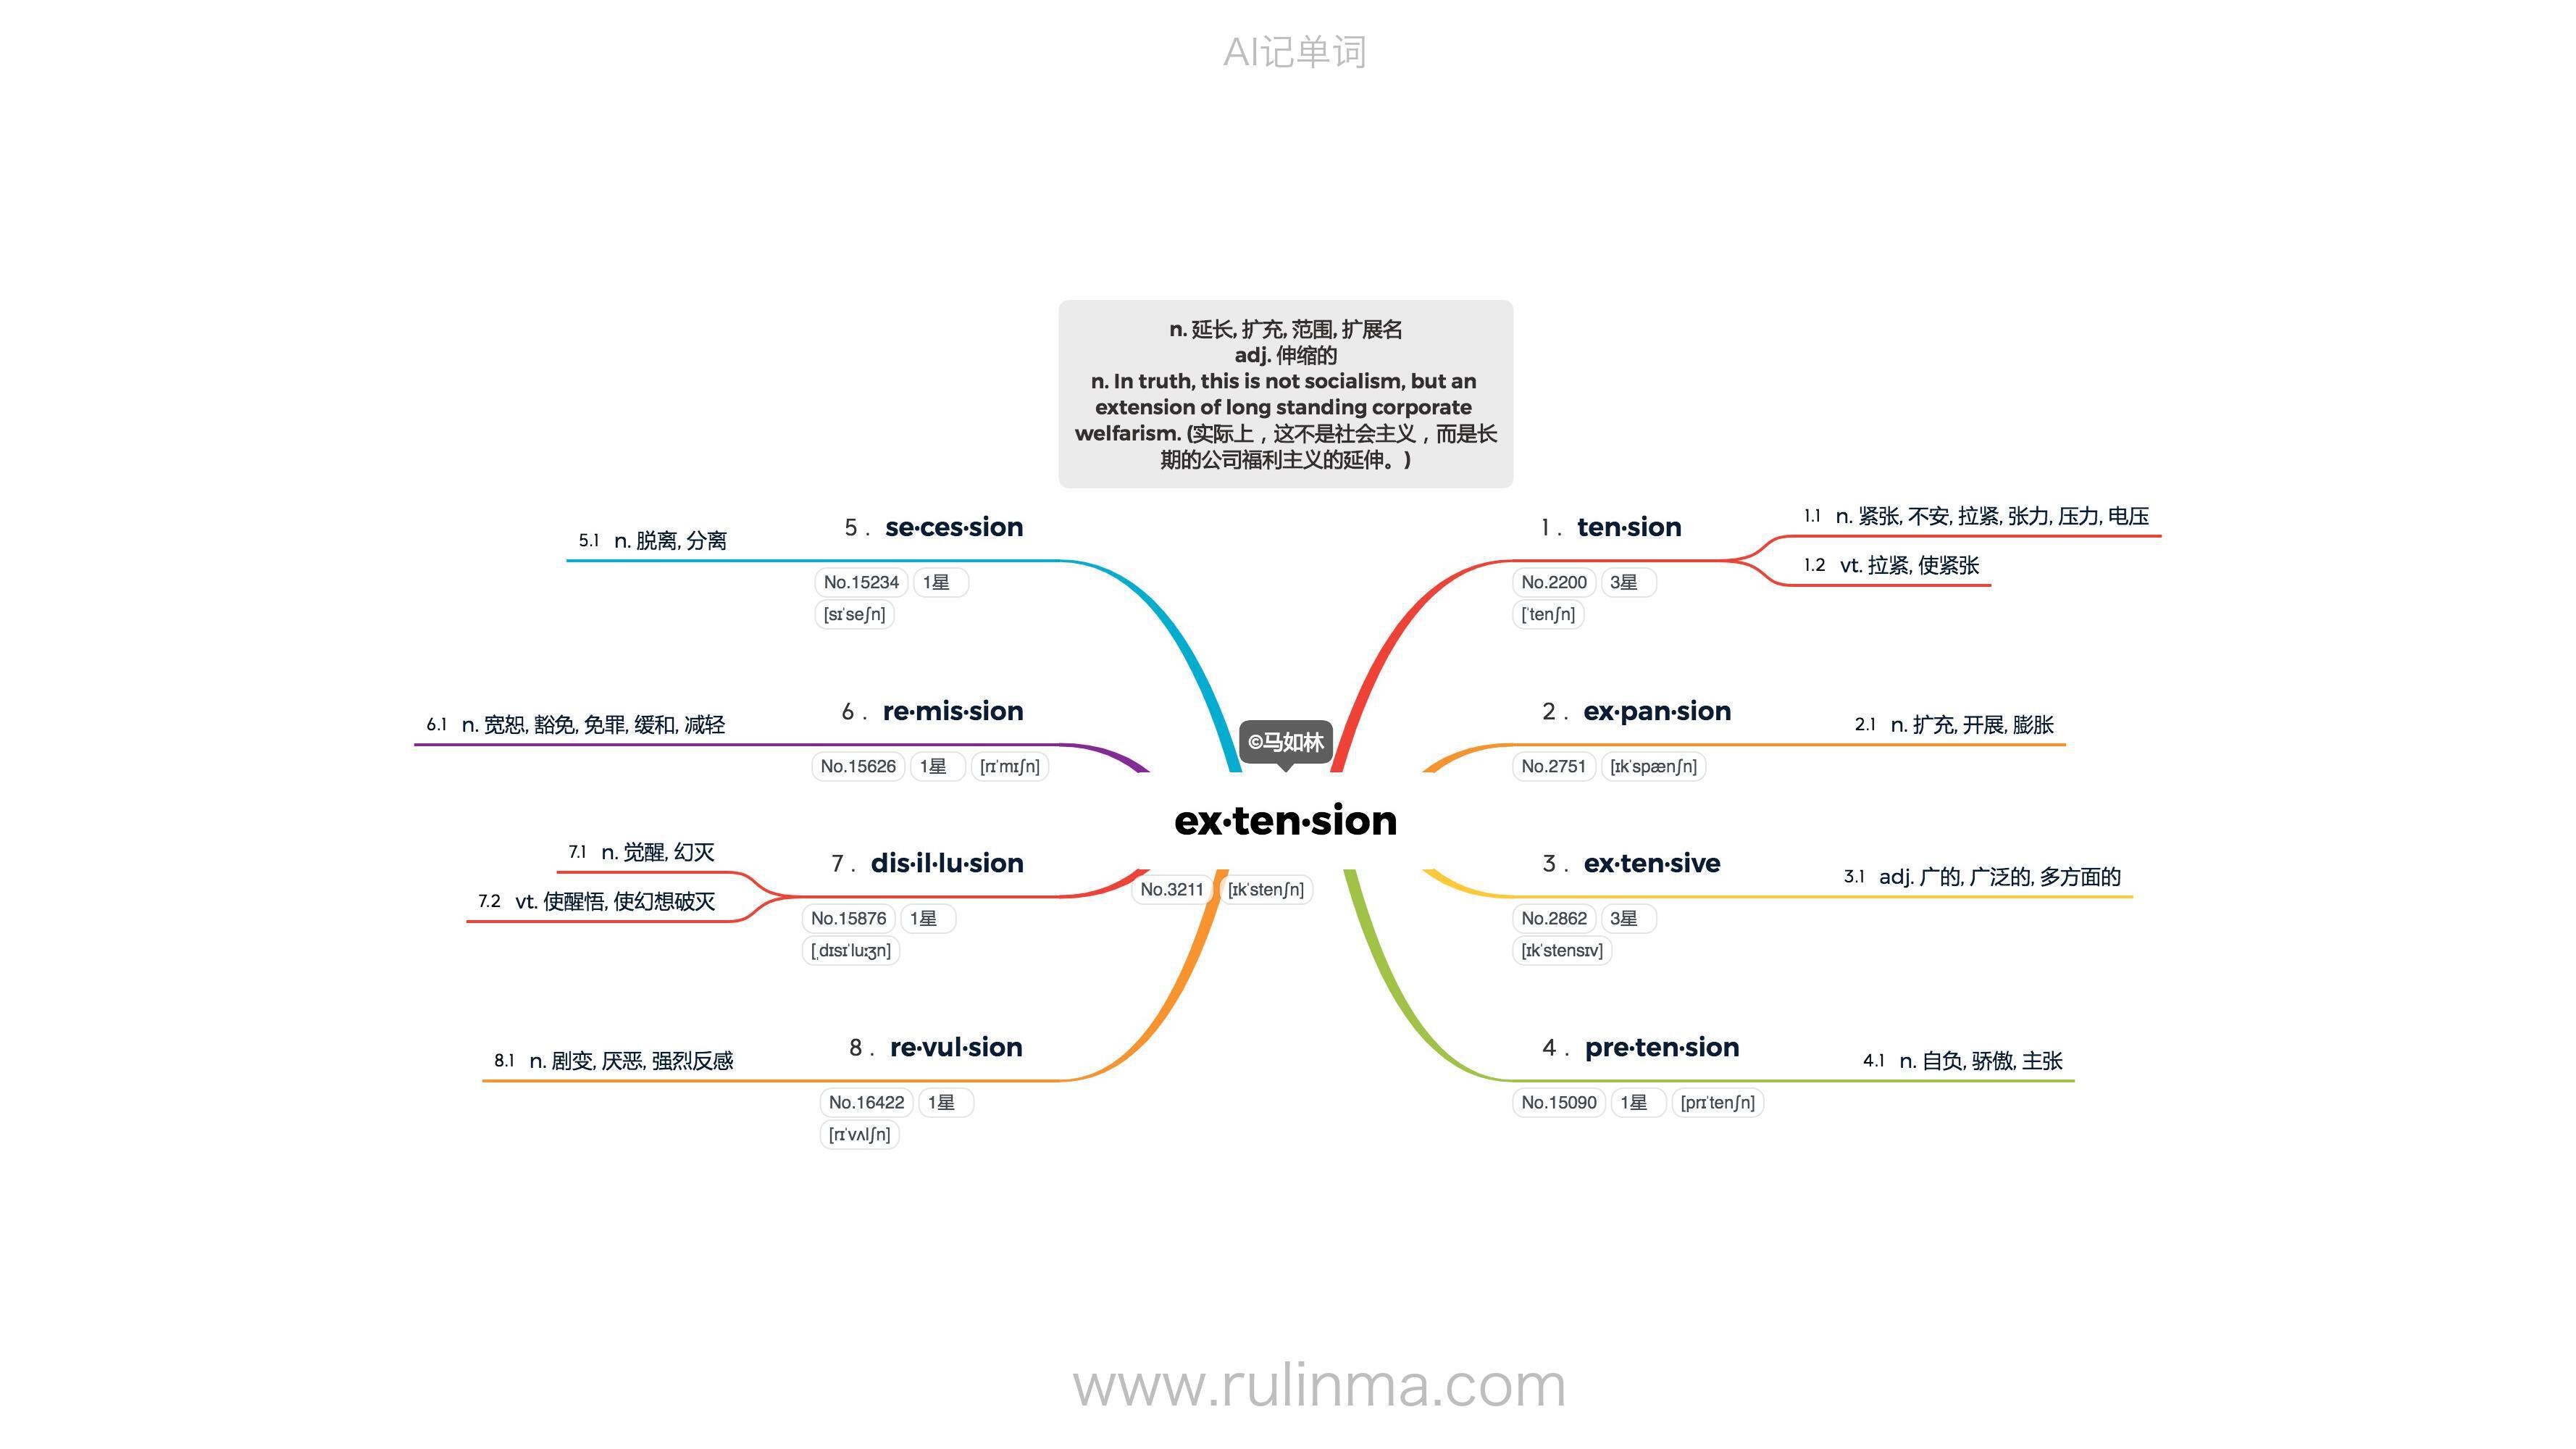 AI记单词
n. 延长, 扩充, 范围, 扩展名
adj. 伸缩的
n. In truth, this is not socialism, but an
extension of long standing corporate
welfarism. (实际上，这不是社会主义，而是长
期的公司福利主义的延伸。)
©马如林
ex·ten·sion
No.3211 [ɪkˈstenʃn]
1. ten·sion
No.2200 3星
[ˈtenʃn]
1.1 n. 紧张, 不安, 拉紧, 张力, 压力, 电压
1.2 vt. 拉紧, 使紧张
2. ex·pan·sion
No.2751 [ɪkˈspænʃn]
2.1 n. 扩充, 开展, 膨胀
3. ex·ten·sive
No.2862 3星
[ɪkˈstensɪv]
3.1 adj. 广的, 广泛的, 多方面的
4. pre·ten·sion
No.15090 1星 [prɪˈtenʃn]
4.1 n. 自负, 骄傲, 主张
5. se·ces·sion
No.15234 1星
[sɪˈseʃn]
5.1 n. 脱离, 分离
6. re·mis·sion
No.15626 1星 [rɪˈmɪʃn]
6.1 n. 宽恕, 豁免, 免罪, 缓和, 减轻
7. dis·il·lu·sion
No.15876 1星
[ˌdɪsɪˈluːʒn]
7.1 n. 觉醒, 幻灭
7.2 vt. 使醒悟, 使幻想破灭
8. re·vul·sion
No.16422 1星
[rɪˈvʌlʃn]
8.1 n. 剧变, 厌恶, 强烈反感
www.rulinma.com